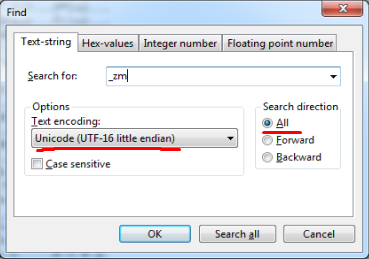 Find
Text-string Hex-values Integer number Floating point number
Search for: _zm
Options
Text encoding:
Unicode (UTF-16 little endian)
Case sensitive
Search direction
All
Forward
Backward
OK Search all Cancel